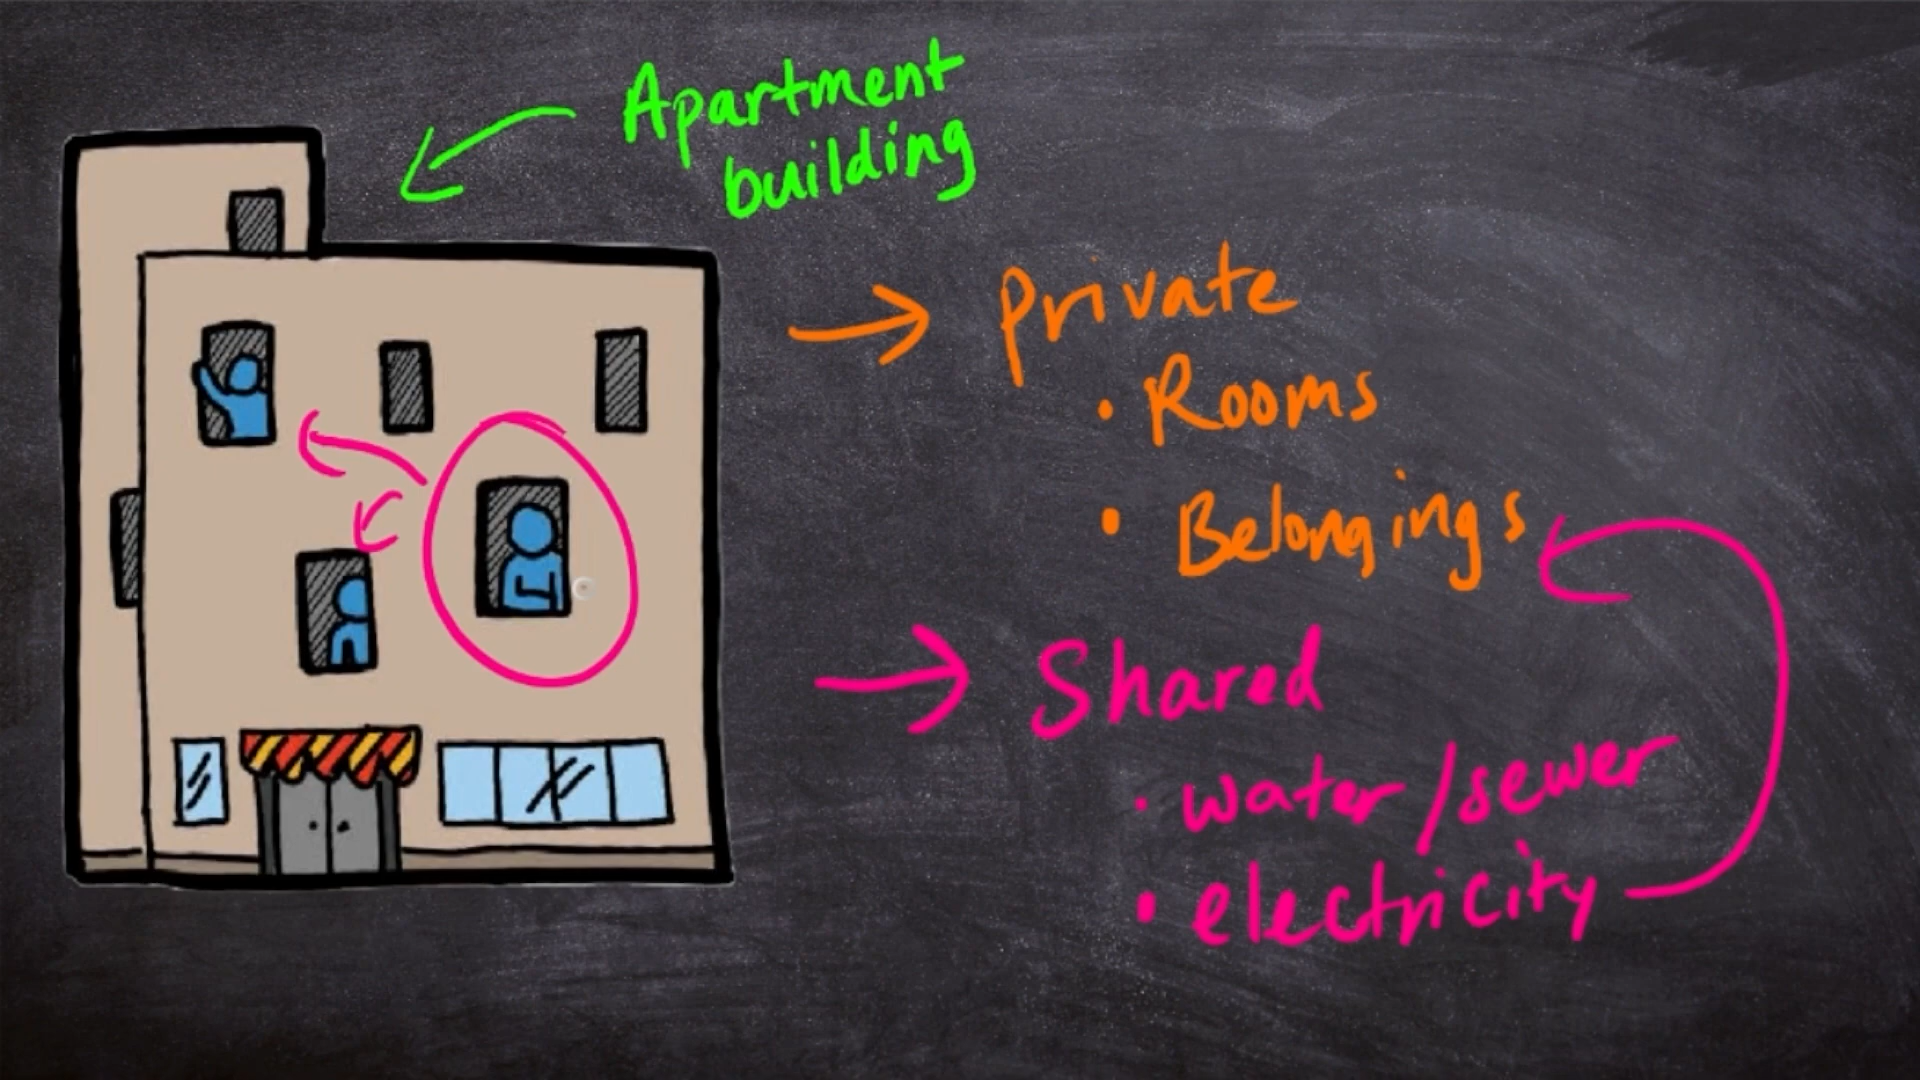 Apartment
building
Private
• Rooms
• Belongings
Shared
• water/sewer
• electricity